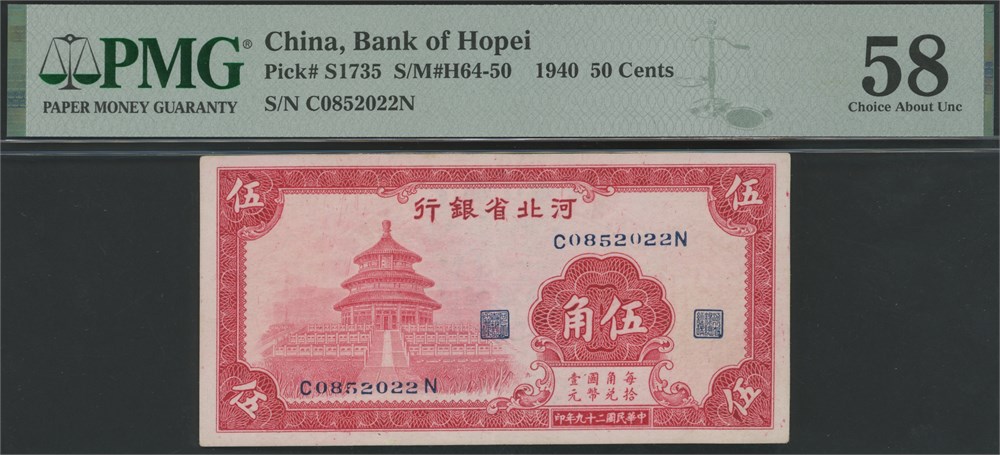 PMG®
PAPER MONEY GUARANTY
China, Bank of Hopei
Pick# S1735 S/M#H64-50 1940 50 Cents
S/N C0852022N
58
Choice About Unc
伍
伍
河北省銀行
C0852022N
伍角
每拾
角兌
國幣
壹元
C0852022N
伍
伍
中華民國二十九年印